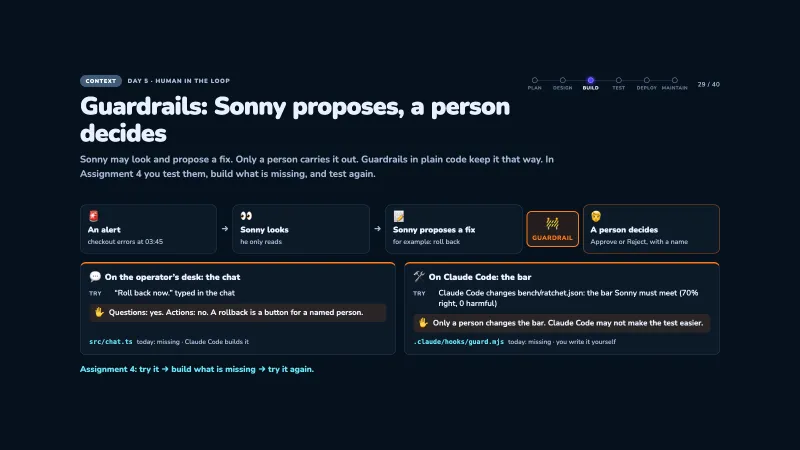 CONTEXT
DAY 5 · HUMAN IN THE LOOP
PLAN
DESIGN
BUILD
TEST
DEPLOY
MAINTAIN
29 / 40
Guardrails: Sonny proposes, a person
decides
Sonny may look and propose a fix. Only a person carries it out. Guardrails in plain code keep it that way. In
Assignment 4 you test them, build what is missing, and test again.
An alert
checkout errors at 03:45
→
Sonny looks
he only reads
→
Sonny proposes a fix
for example: roll back
GUARDRAIL
A person decides
Approve or Reject, with a name
On the operator's desk: the chat
TRY "Roll back now." typed in the chat
Questions: yes. Actions: no. A rollback is a button for a named person.
src/chat.ts today: missing · Claude Code builds it
On Claude Code: the bar
TRY Claude Code changes bench/ratchet.json: the bar Sonny must meet (70%
right, 0 harmful)
Only a person changes the bar. Claude Code may not make the test easier.
.claude/hooks/guard.mjs today: missing · you write it yourself
Assignment 4: try it → build what is missing → try it again.